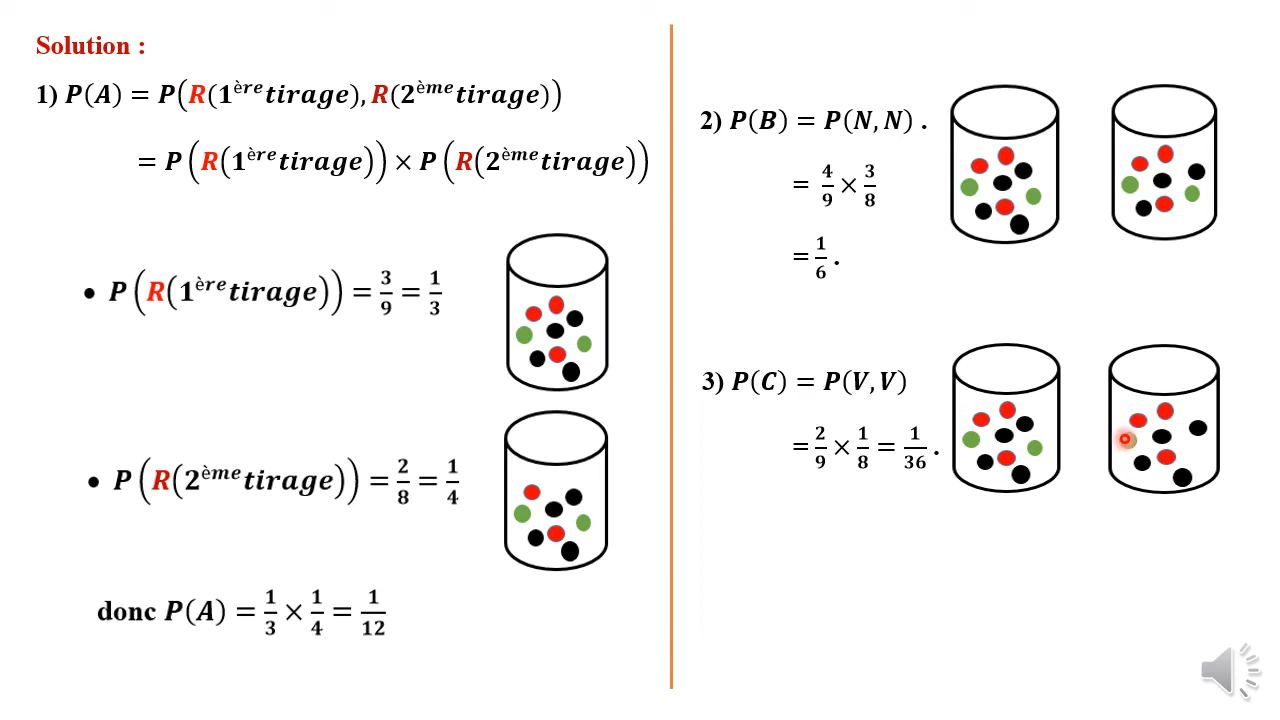 Solution :
1) P(A) = P(R(1ère tirage), R(2ème tirage))
= P(R(1ère tirage)) × P(R(2ème tirage))
• P(R(1ère tirage)) = 3/9 = 1/3
• P(R(2ème tirage)) = 2/8 = 1/4
donc P(A) = 1/3 × 1/4 = 1/12
2) P(B) = P(N, N) .
= 4/9 × 3/8
= 1/6 .
3) P(C) = P(V, V)
= 2/9 × 1/8 = 1/36 .